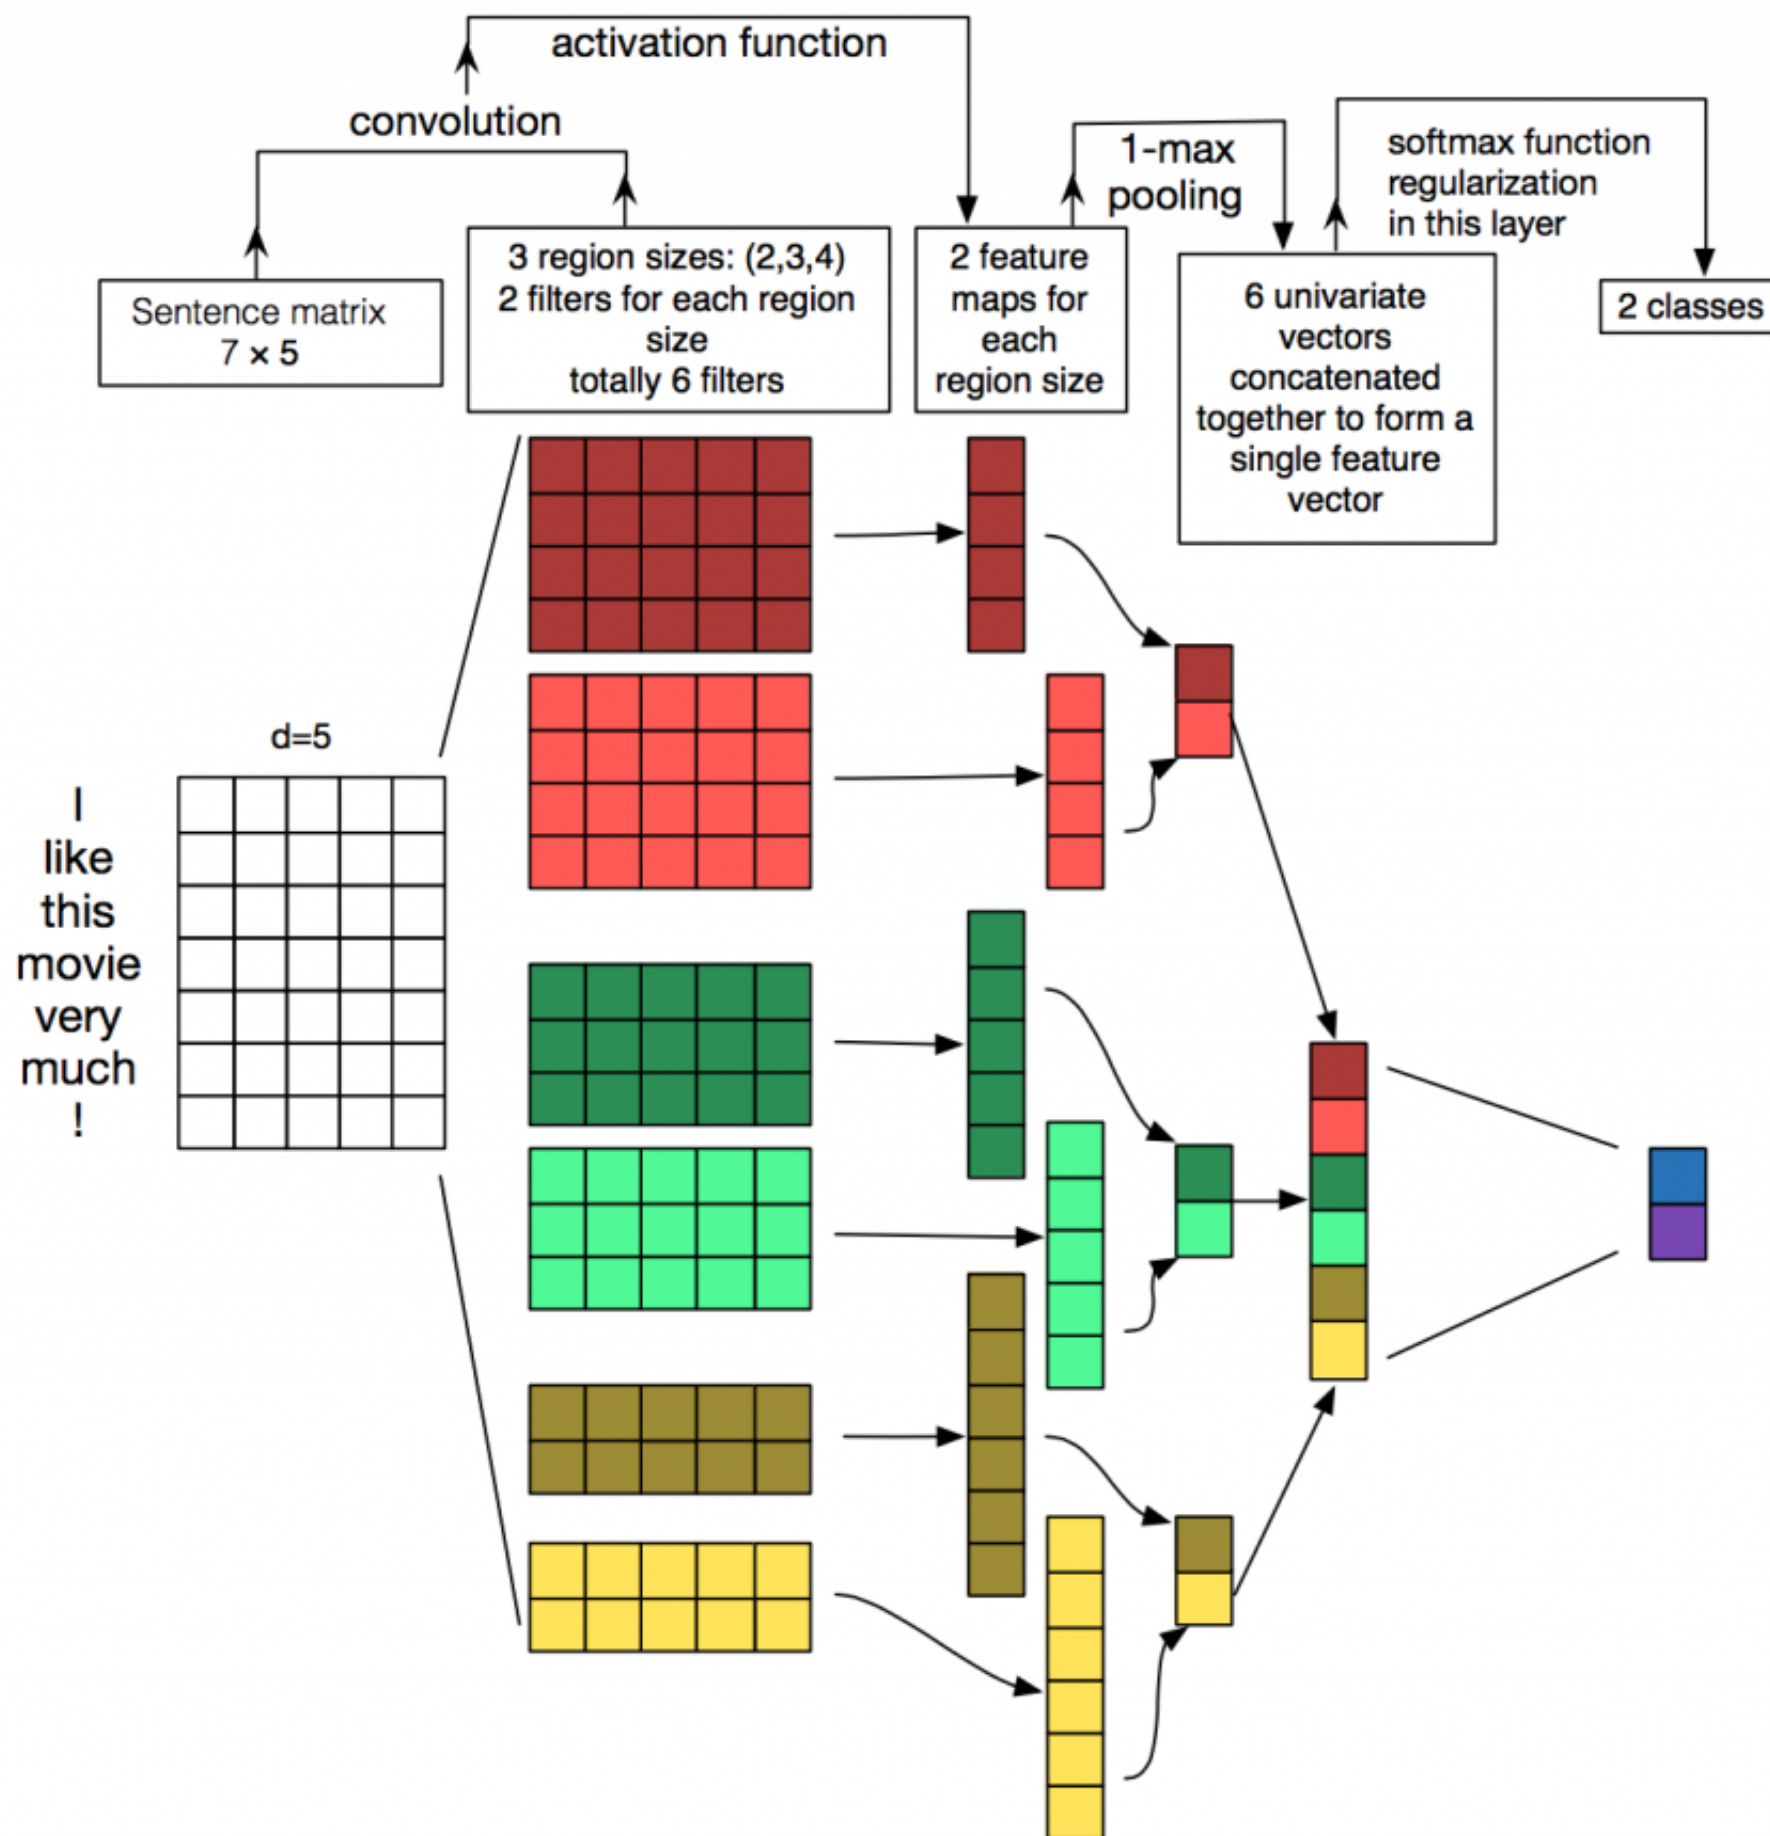 activation function
convolution
1-max
pooling
softmax function
regularization
in this layer
Sentence matrix
7 × 5
3 region sizes: (2,3,4)
2 filters for each region
size
totally 6 filters
2 feature
maps for
each
region size
6 univariate
vectors
concatenated
together to form a
single feature
vector
2 classes
d=5
I
like
this
movie
very
much
!